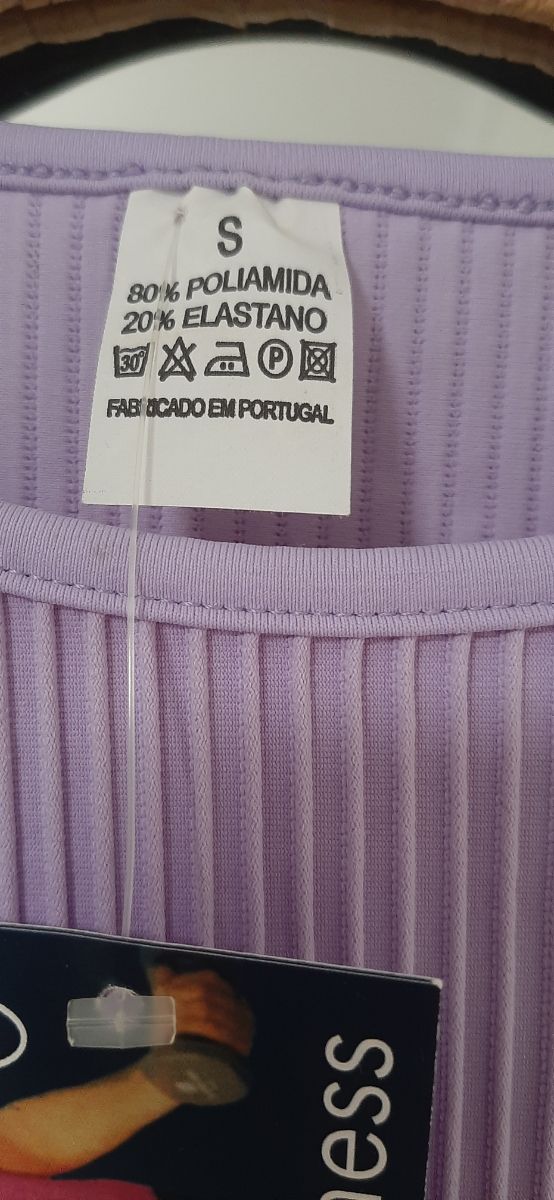 S
80% POLIAMIDA
20% ELASTANO
30° P
FABRICADO EM PORTUGAL
ness